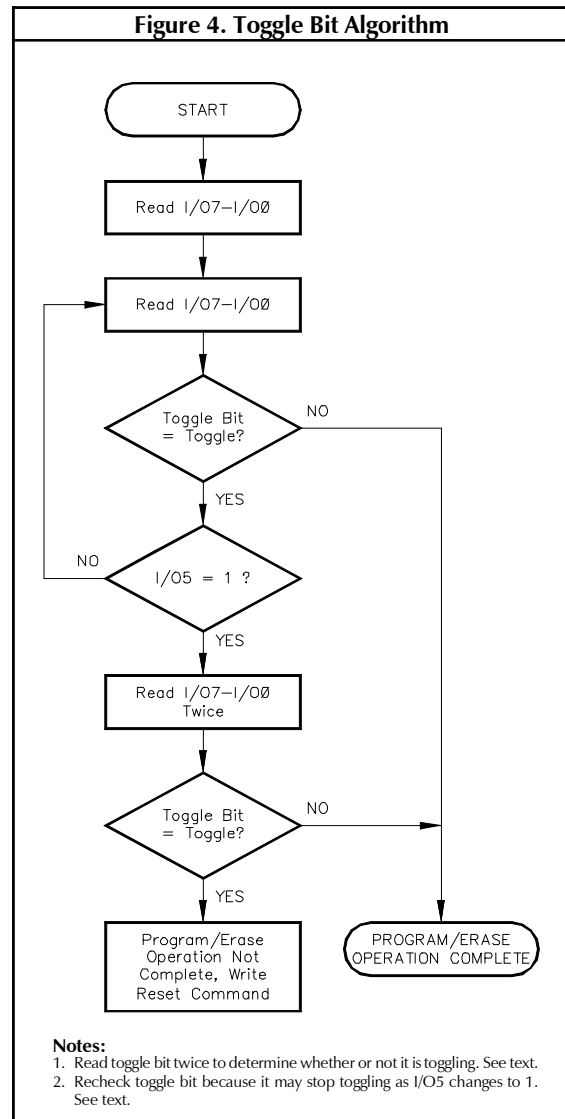 Figure 4. Toggle Bit Algorithm
START
Read I/O7–I/O0
Read I/O7–I/O0
Toggle Bit
= Toggle?
NO
YES
NO
I/O5 = 1 ?
YES
Read I/O7–I/O0
Twice
Toggle Bit
= Toggle?
NO
YES
Program/Erase
Operation Not
Complete, Write
Reset Command
PROGRAM/ERASE
OPERATION COMPLETE
Notes:
1. Read toggle bit twice to determine whether or not it is toggling. See text.
2. Recheck toggle bit because it may stop toggling as I/O5 changes to 1.
See text.